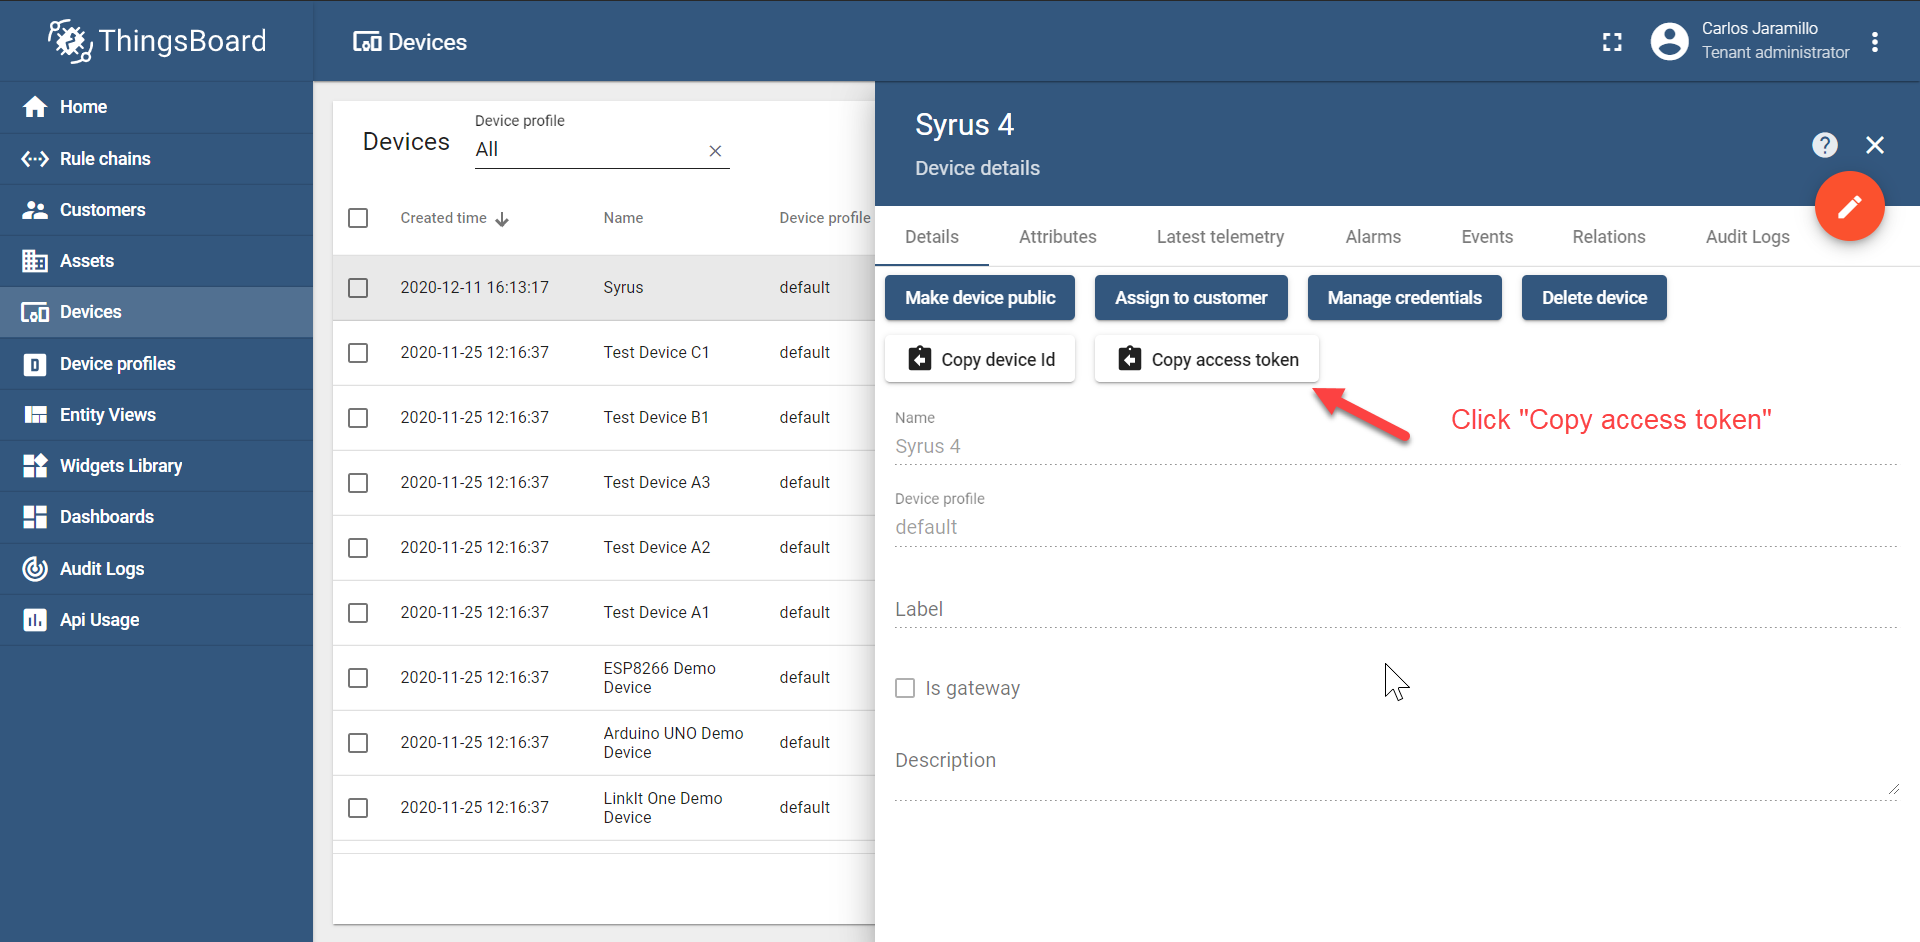 ThingsBoard
Devices
Carlos Jaramillo
Tenant administrator
Home
Rule chains
Customers
Assets
Devices
Device profiles
Entity Views
Widgets Library
Dashboards
Audit Logs
Api Usage
Devices
Device profile
All
Created time Name Device profile
2020-12-11 16:13:17 Syrus default
2020-11-25 12:16:37 Test Device C1 default
2020-11-25 12:16:37 Test Device B1 default
2020-11-25 12:16:37 Test Device A3 default
2020-11-25 12:16:37 Test Device A2 default
2020-11-25 12:16:37 Test Device A1 default
2020-11-25 12:16:37 ESP8266 Demo Device default
2020-11-25 12:16:37 Arduino UNO Demo Device default
2020-11-25 12:16:37 LinkIt One Demo Device default
Syrus 4
Device details
?
Details Attributes Latest telemetry Alarms Events Relations Audit Logs
Make device public Assign to customer Manage credentials Delete device
Copy device Id Copy access token
Click "Copy access token"
Name
Syrus 4
Device profile
default
Label
Is gateway
Description